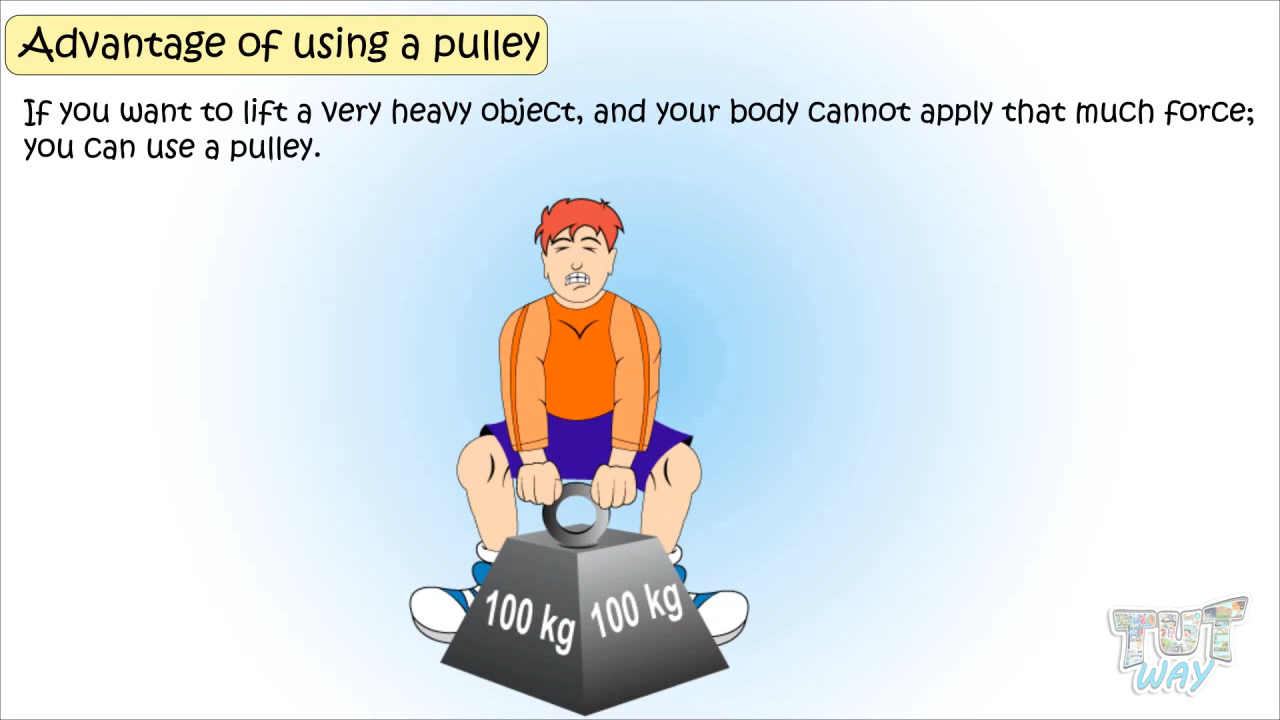 Advantage of using a pulley
If you want to lift a very heavy object, and your body cannot apply that much force;
you can use a pulley.
100 kg 100 kg
TUT
WAY